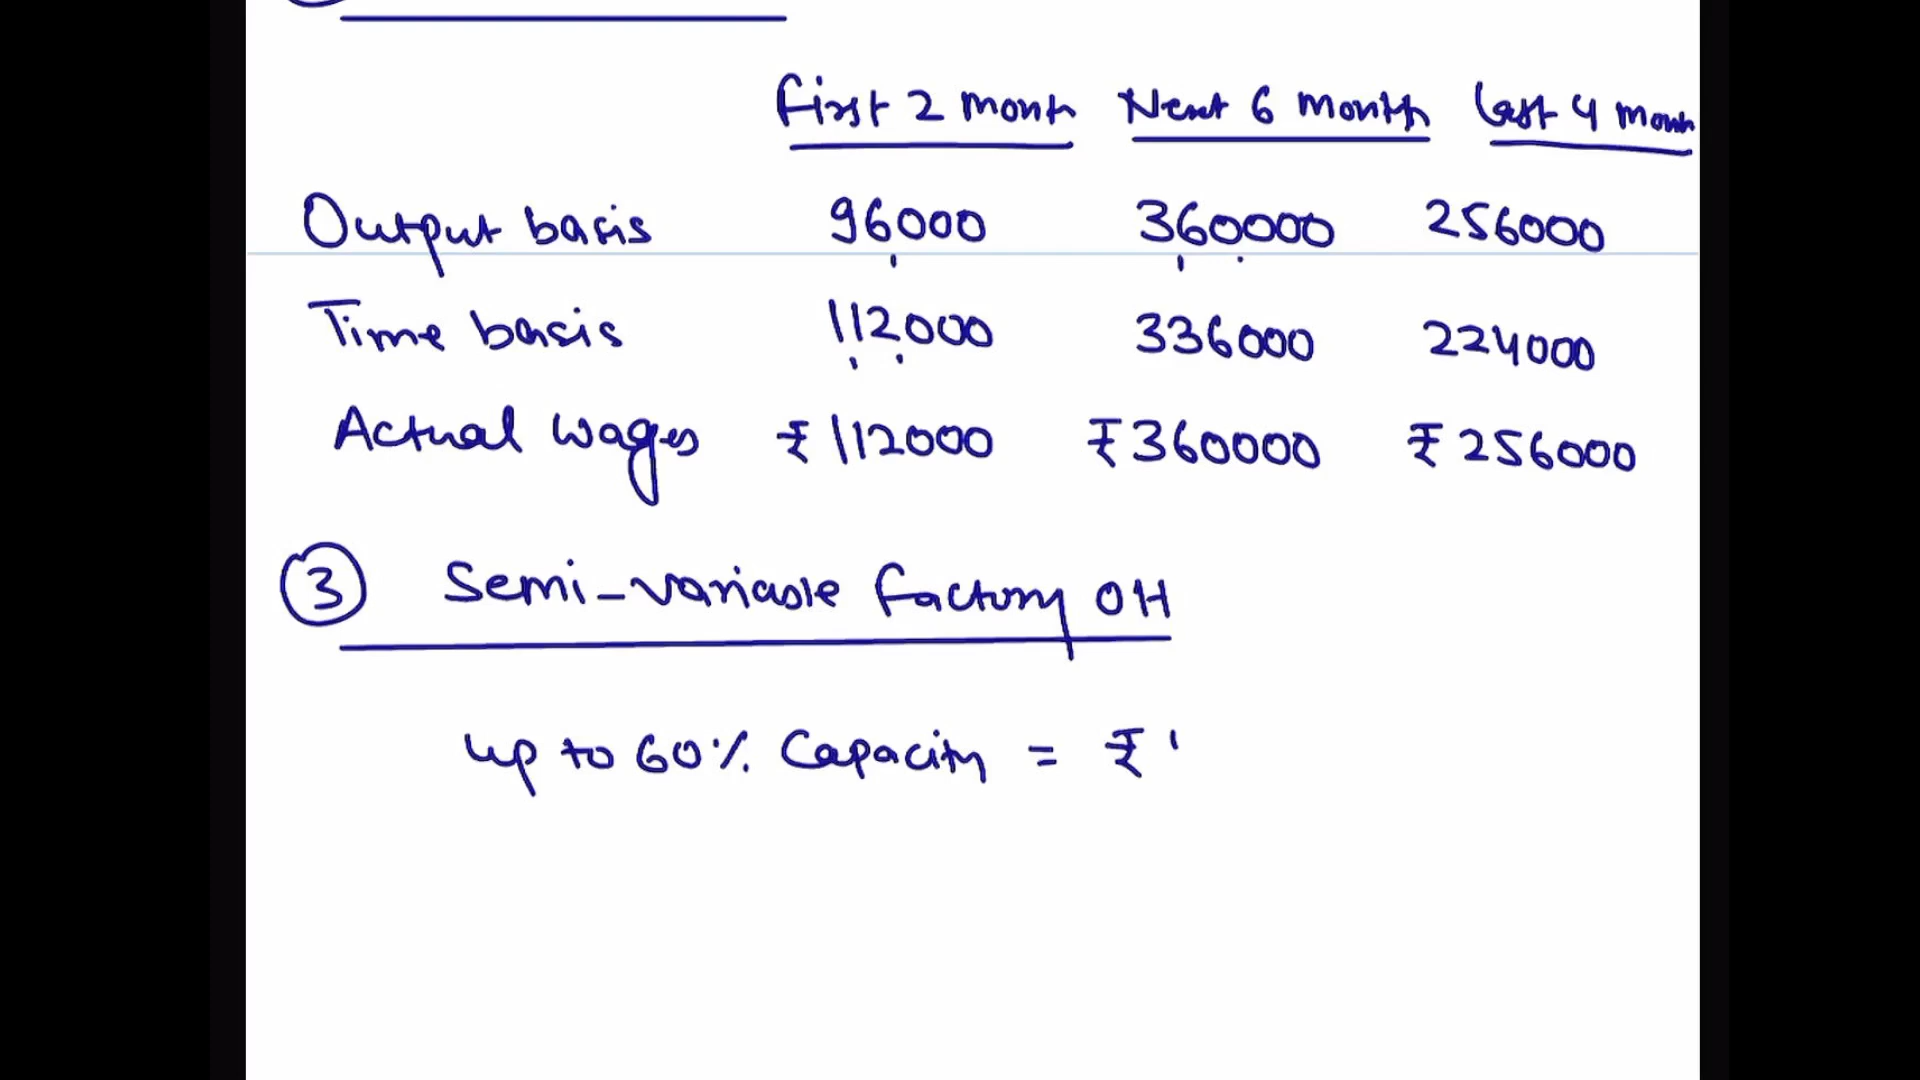 First 2 month Next 6 month last 4 month
Output basis 96000 360000 256000
Time basis 112000 336000 224000
Actual wages ₹ 112000 ₹ 360000 ₹ 256000
3 Semi-variable factory OH
up to 60% Capacity = ₹